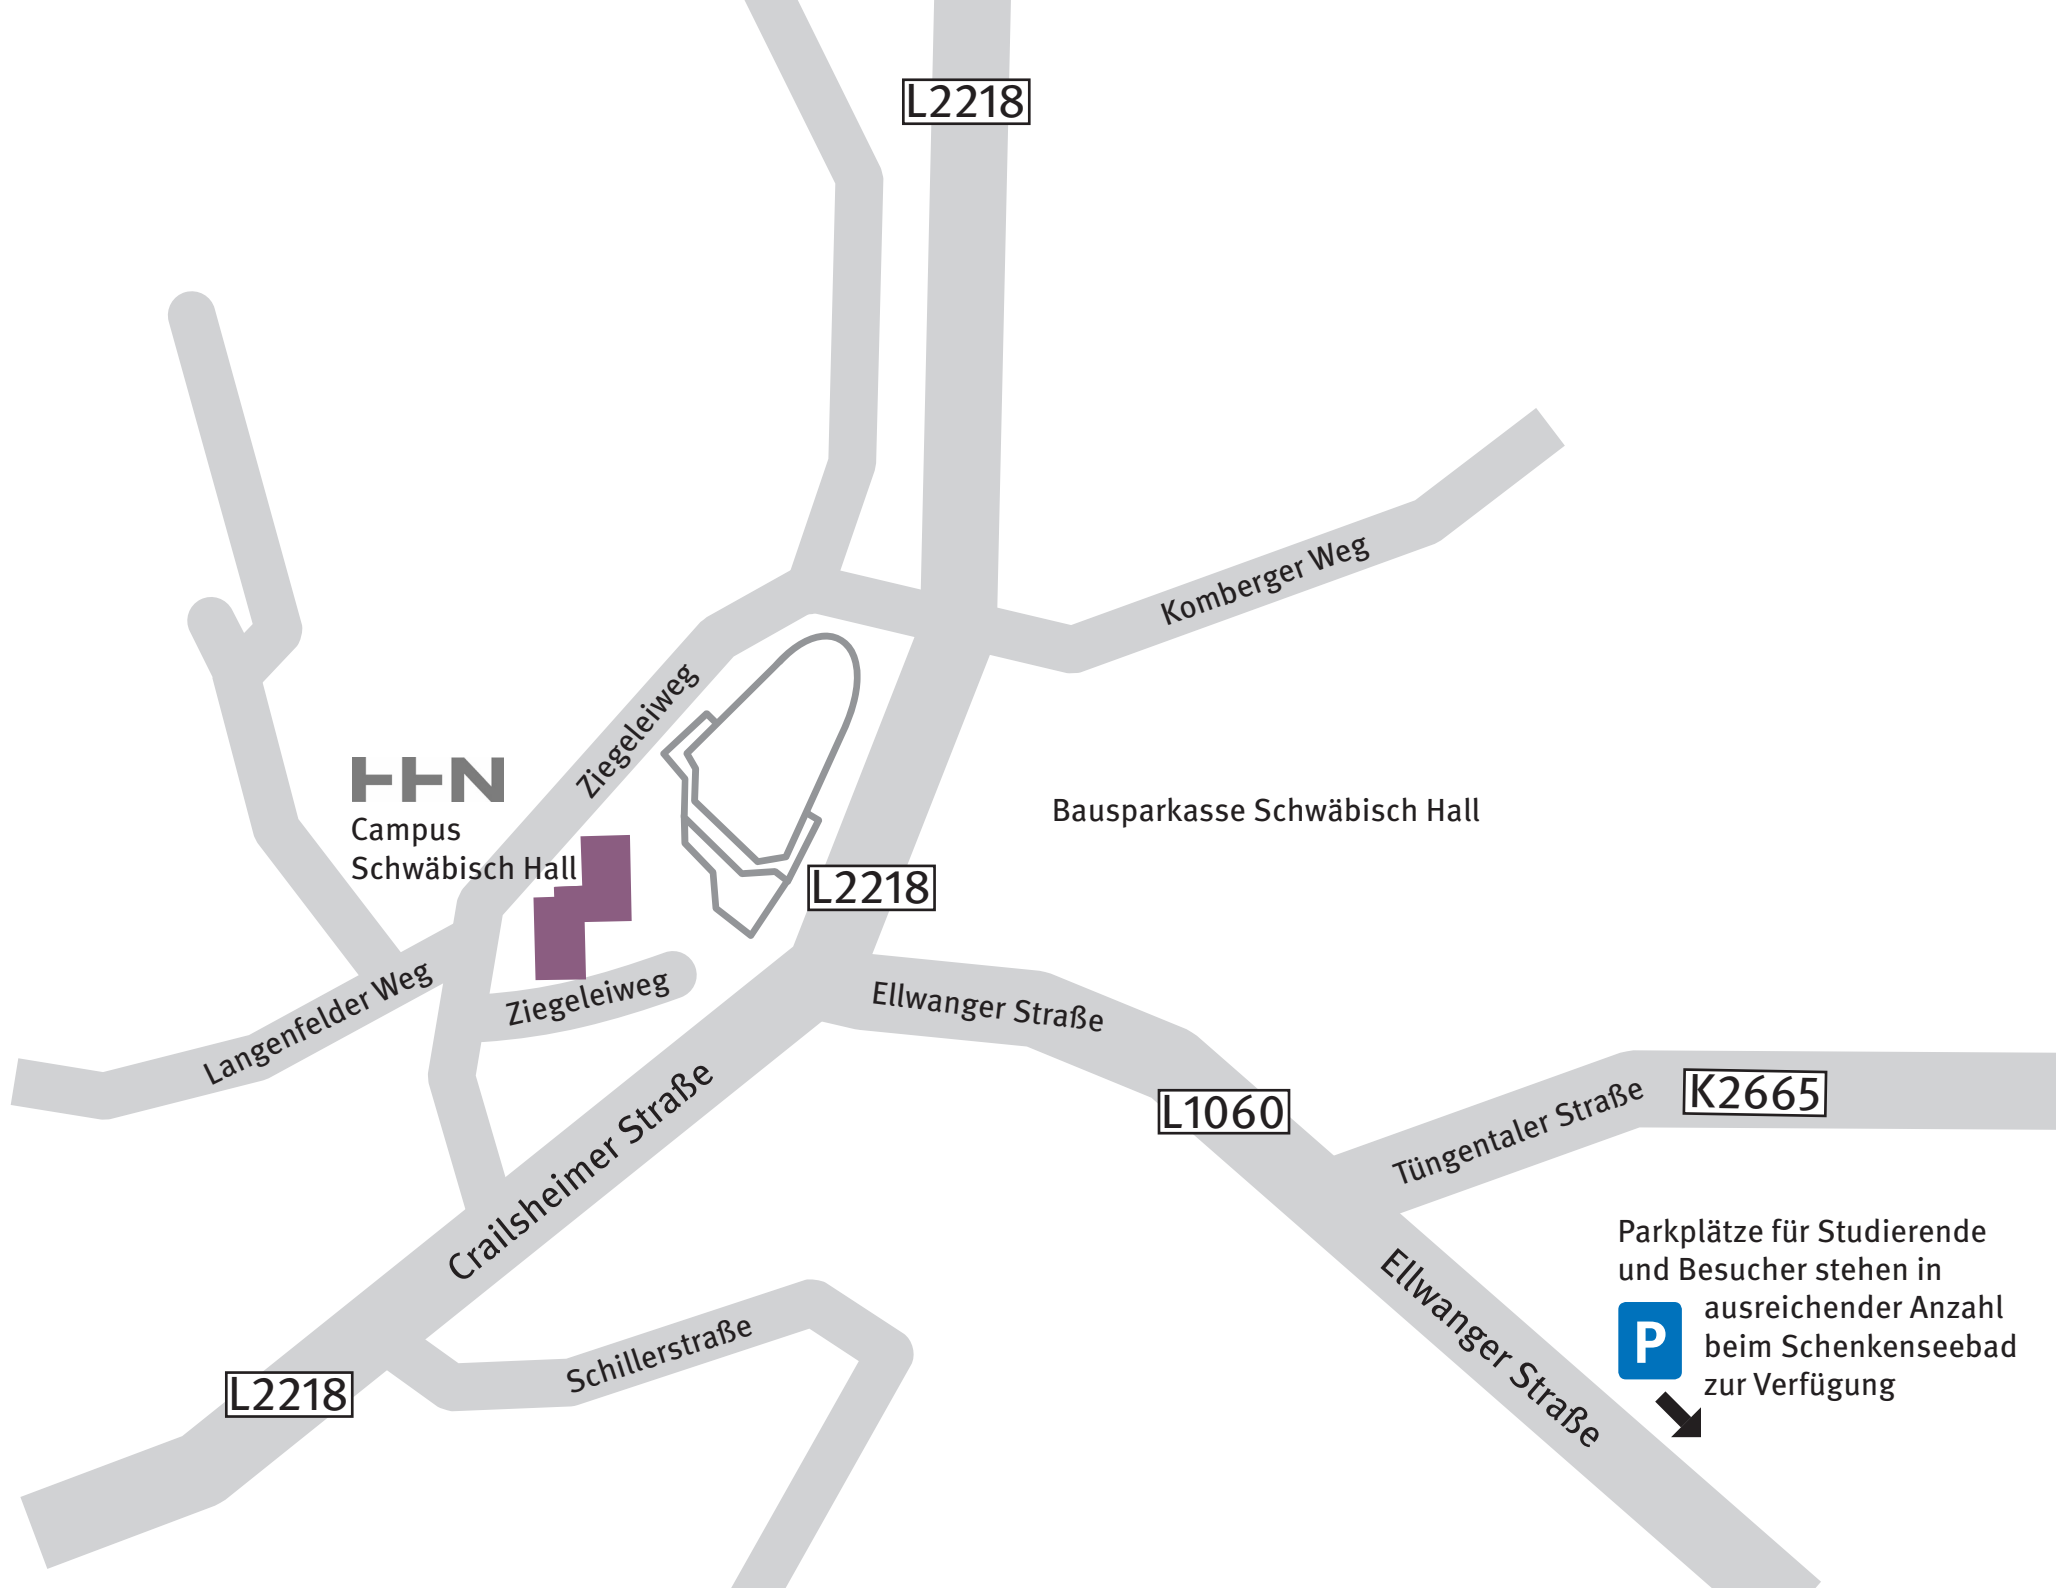 L2218
Komberger Weg
Ziegeleiweg
HHN
Campus
Schwäbisch Hall
Bausparkasse Schwäbisch Hall
L2218
Langenfelder Weg
Ziegeleiweg
Ellwanger Straße
Crailsheimer Straße
L1060
Tüngentaler Straße
K2665
Parkplätze für Studierende
und Besucher stehen in
ausreichender Anzahl
P
beim Schenkenseebad
zur Verfügung
Ellwanger Straße
Schillerstraße
L2218